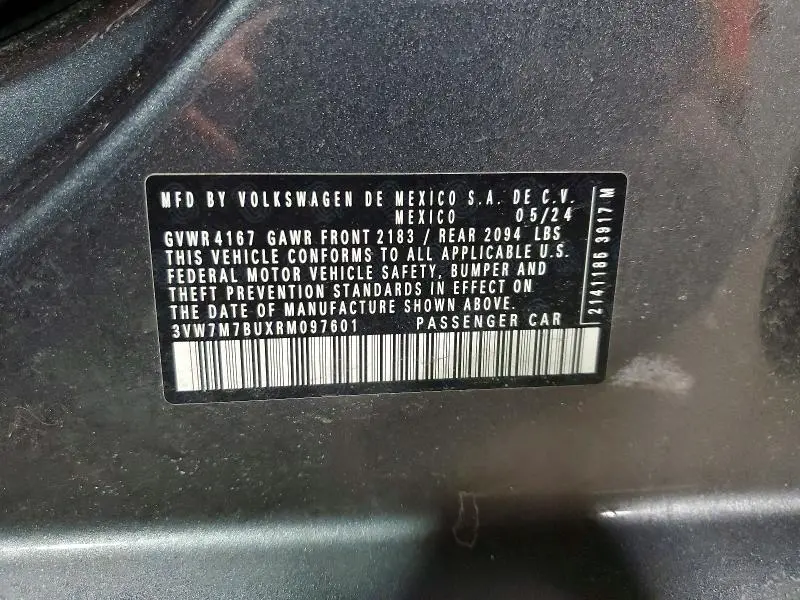 MFD BY VOLKSWAGEN DE MEXICO S.A. DE C.V.
MEXICO 05/24
GVWR 4167 GAWR FRONT 2183 / REAR 2094 LBS
THIS VEHICLE CONFORMS TO ALL APPLICABLE U.S.
FEDERAL MOTOR VEHICLE SAFETY, BUMPER AND
THEFT PREVENTION STANDARDS IN EFFECT ON
THE DATE OF MANUFACTURE SHOWN ABOVE.
3VW7M7BUXRM097601 PASSENGER CAR
2141186 3917 M